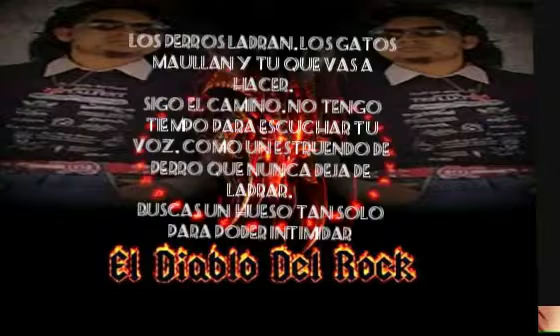 LOS PERROS LADRAN. LOS GATOS
MAULLAN Y TU QUE VAS A
HACER.
SIGO EL CAMINO. NO TENGO
TIEMPO PARA ESCUCHAR TU
VOZ. COMO UN ESTRUENDO DE
PERRO QUE NUNCA DEJA DE
LADRAR.
BUSCAS UN HUESO TAN SOLO
PARA PODER INTIMIDAR
El Diablo Del Rock